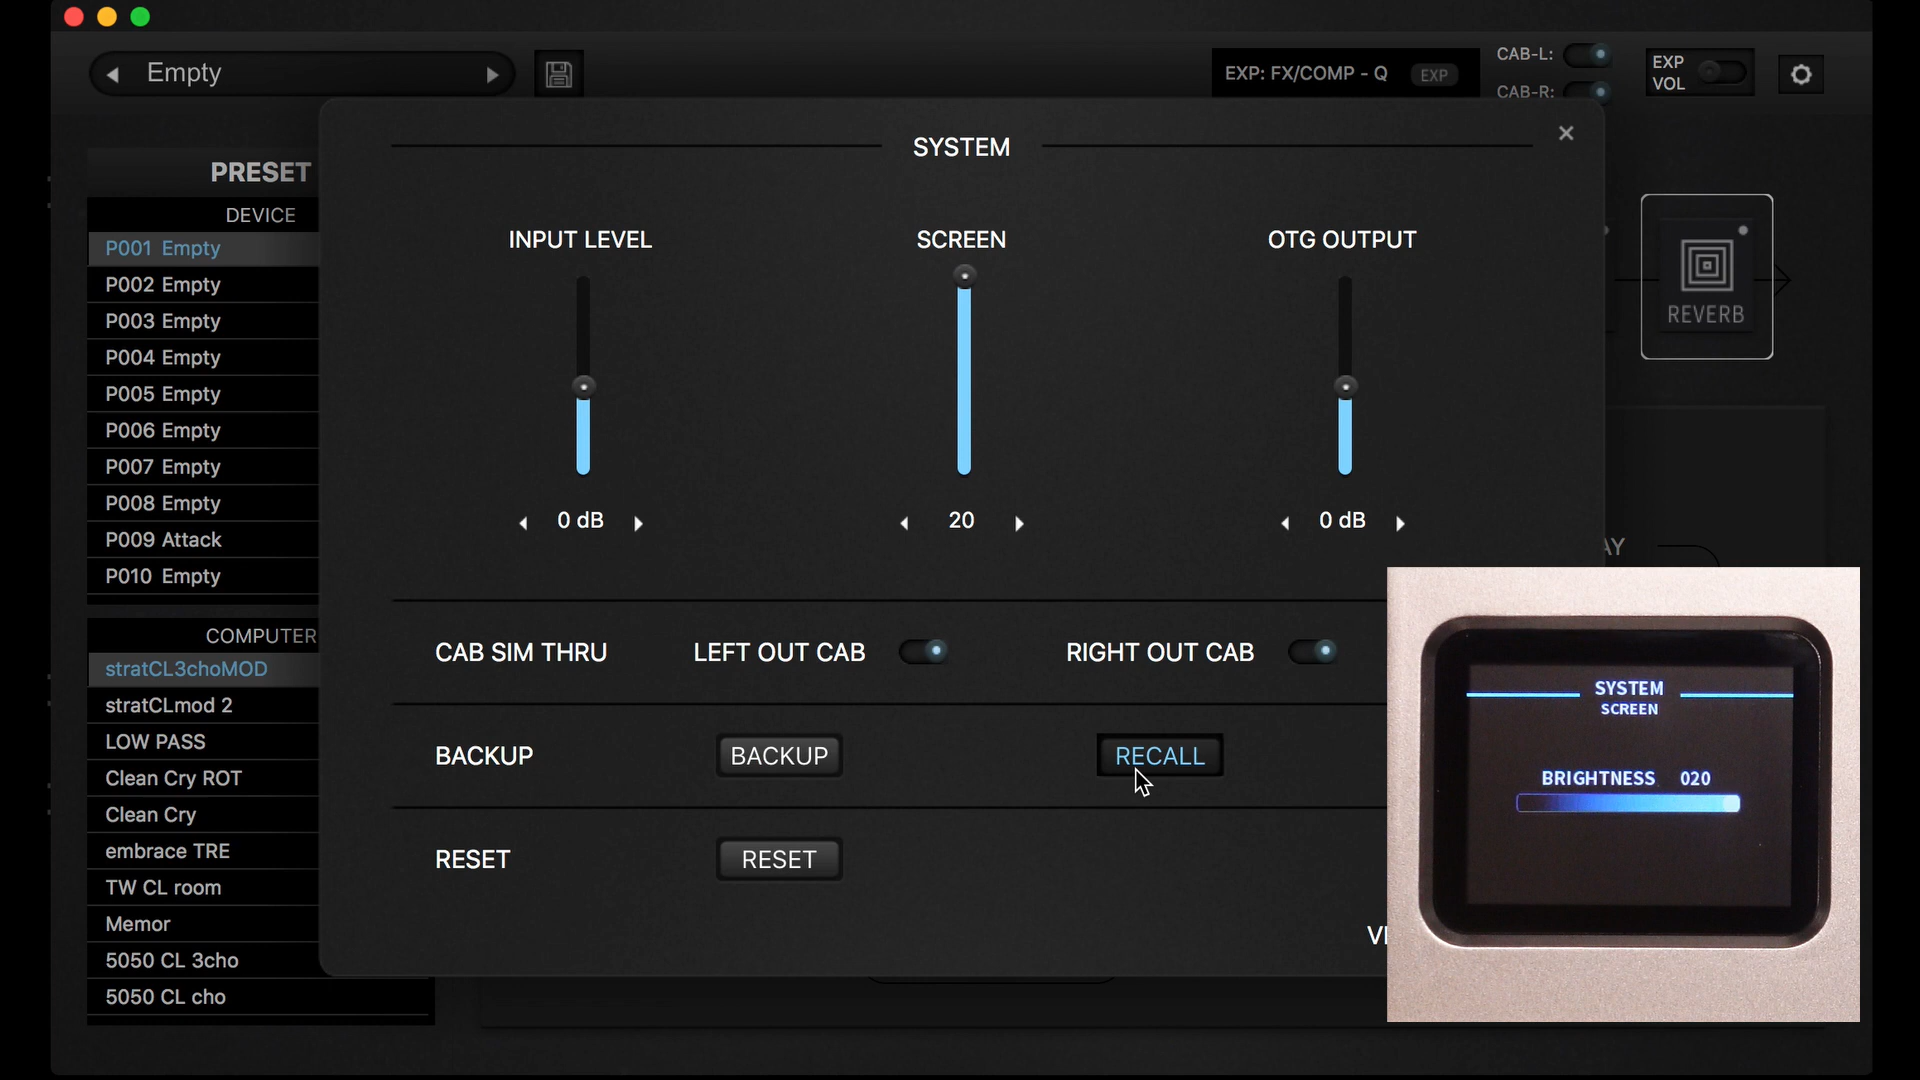 Empty
EXP: FX/COMP - Q EXP
CAB-L:
CAB-R:
EXP
VOL
SYSTEM
PRESET
DEVICE
P001 Empty
P002 Empty
P003 Empty
P004 Empty
P005 Empty
P006 Empty
P007 Empty
P008 Empty
P009 Attack
P010 Empty
COMPUTER
stratCL3choMOD
stratCLmod 2
LOW PASS
Clean Cry ROT
Clean Cry
embrace TRE
TW CL room
Memor
5050 CL 3cho
5050 CL cho
INPUT LEVEL
SCREEN
OTG OUTPUT
0 dB
20
0 dB
CAB SIM THRU
LEFT OUT CAB
RIGHT OUT CAB
BACKUP
BACKUP
RECALL
RESET
RESET
REVERB
SYSTEM
SCREEN
BRIGHTNESS 020